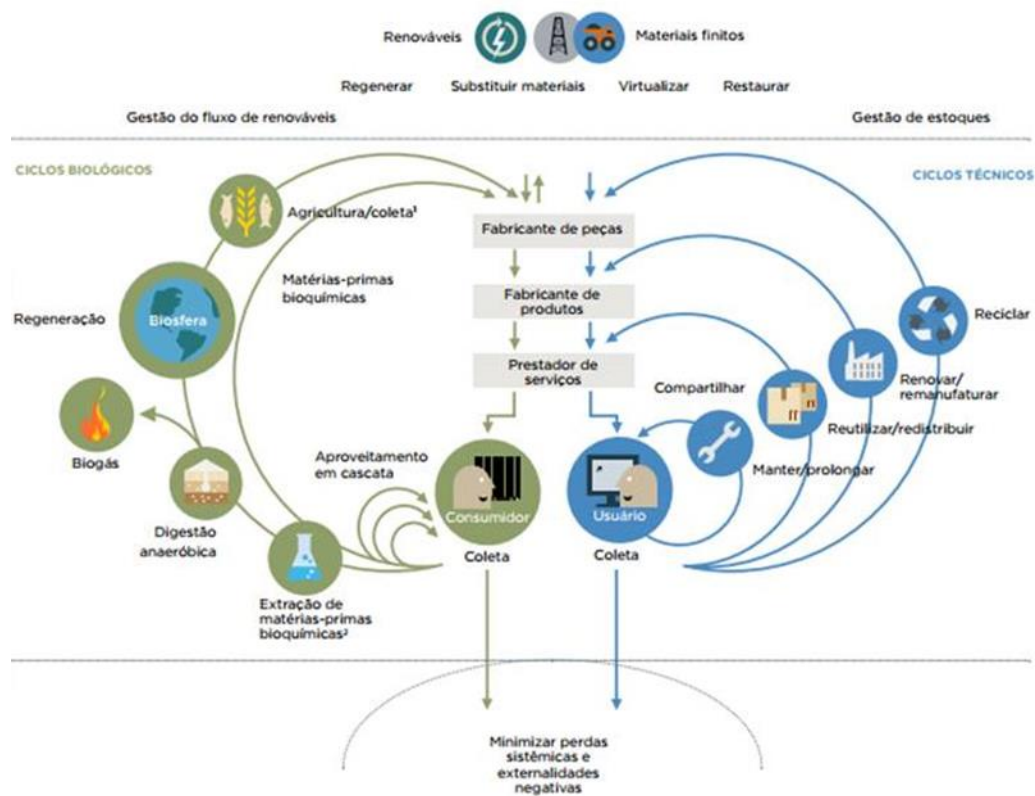 Renováveis
Materiais finitos
Regenerar
Substituir materiais
Virtualizar
Restaurar
Gestão do fluxo de renováveis
Gestão de estoques
CICLOS BIOLÓGICOS
CICLOS TÉCNICOS
Agricultura/coleta¹
Fabricante de peças
Matérias-primas
bioquímicas
Regeneração
Biosfera
Fabricante de
produtos
Reciclar
Prestador de
serviços
Compartilhar
Renovar/
remanufaturar
Reutilizar/redistribuir
Biogás
Aproveitamento
em cascata
Manter/prolongar
Consumidor
Usuário
Digestão
anaeróbica
Coleta
Coleta
Extração de
matérias-primas
bioquímicas²
Minimizar perdas
sistêmicas e
externalidades
negativas